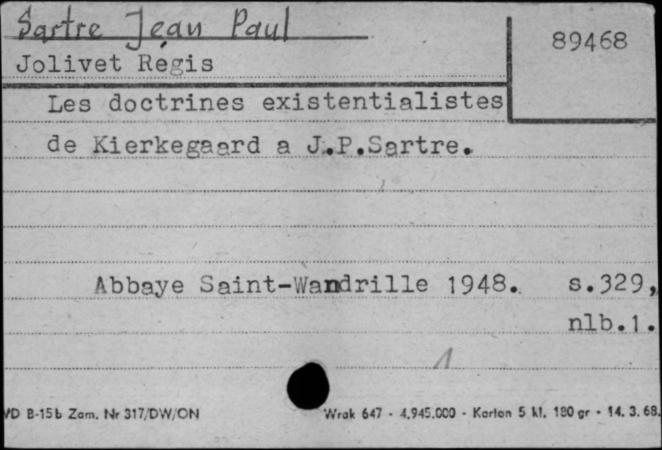 Sartre Jean Paul
89468
Jolivet Regis
Les doctrines existentialistes
de Kierkegaard a J.P.Sartre.
Abbaye Saint-Wandrille 1948. s.329,
nlb.1.
1
VD B-15b Zam. Nr 317/DW/ON Wrak 647 - 4.945.000 - Karton 5 kl. 180 gr - 14. 3. 68.